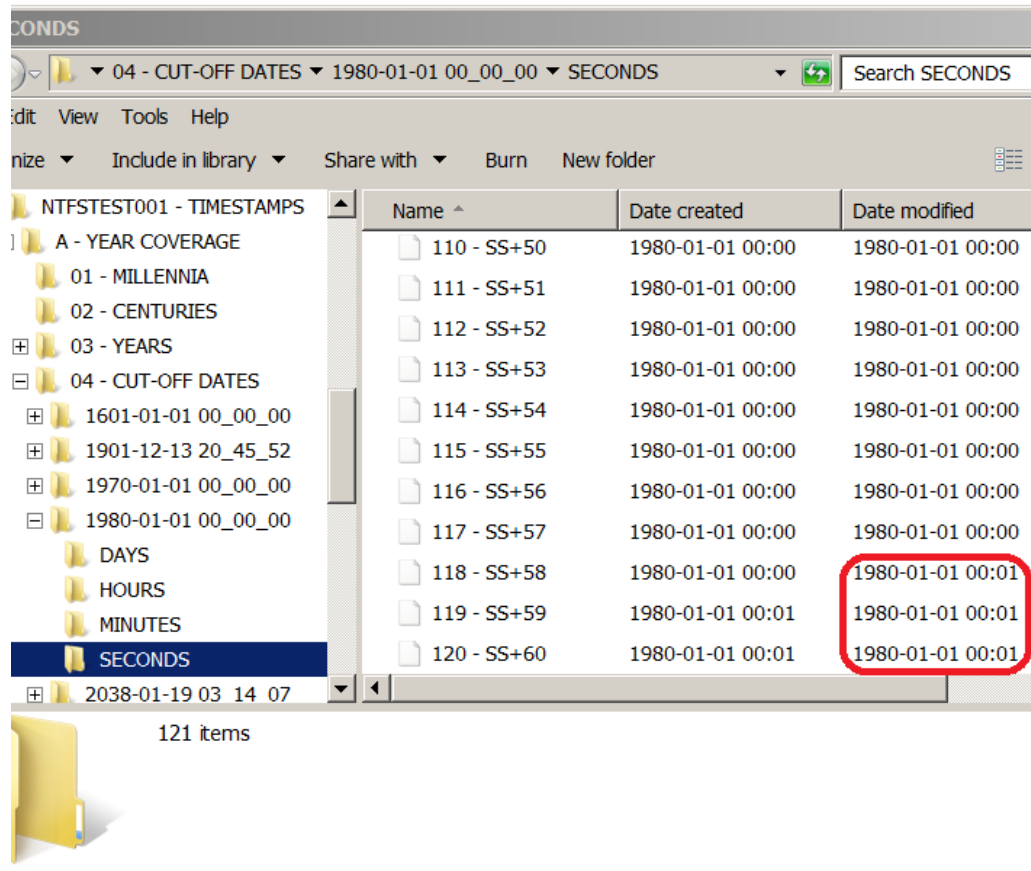 CONDS
04 - CUT-OFF DATES 1980-01-01 00_00_00 SECONDS Search SECONDS
Edit View Tools Help
nize Include in library Share with Burn New folder
NTFSTEST001 - TIMESTAMPS
A - YEAR COVERAGE
01 - MILLENNIA
02 - CENTURIES
03 - YEARS
04 - CUT-OFF DATES
1601-01-01 00_00_00
1901-12-13 20_45_52
1970-01-01 00_00_00
1980-01-01 00_00_00
DAYS
HOURS
MINUTES
SECONDS
2038-01-19 03_14_07
Name Date created Date modified
110 - SS+50 1980-01-01 00:00 1980-01-01 00:00
111 - SS+51 1980-01-01 00:00 1980-01-01 00:00
112 - SS+52 1980-01-01 00:00 1980-01-01 00:00
113 - SS+53 1980-01-01 00:00 1980-01-01 00:00
114 - SS+54 1980-01-01 00:00 1980-01-01 00:00
115 - SS+55 1980-01-01 00:00 1980-01-01 00:00
116 - SS+56 1980-01-01 00:00 1980-01-01 00:00
117 - SS+57 1980-01-01 00:00 1980-01-01 00:00
118 - SS+58 1980-01-01 00:00 1980-01-01 00:01
119 - SS+59 1980-01-01 00:01 1980-01-01 00:01
120 - SS+60 1980-01-01 00:01 1980-01-01 00:01
121 items